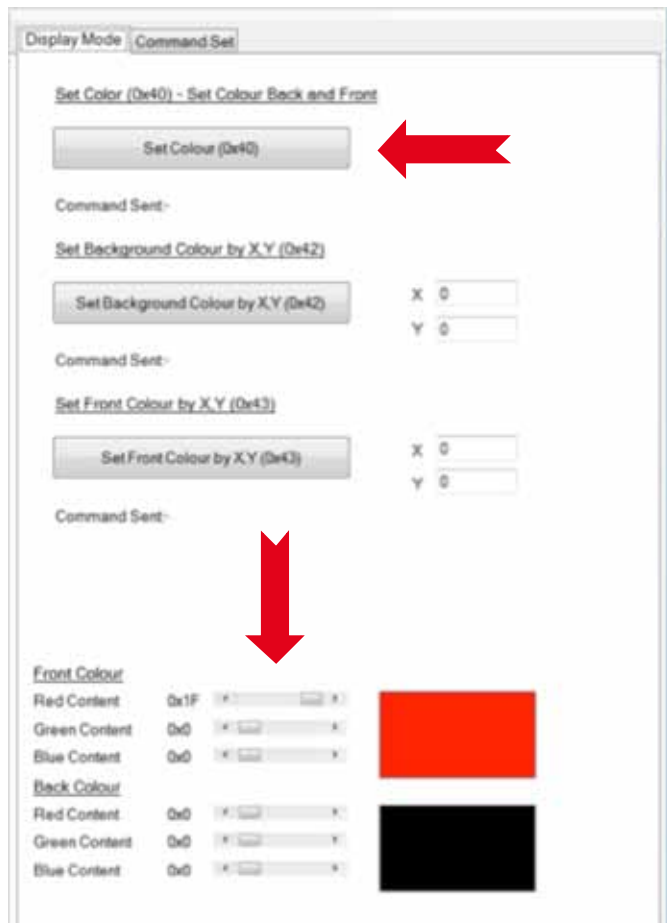 Display Mode Command Set
Set Color (0x40) - Set Colour Back and Front
Set Colour (0x40)
Command Sent:-
Set Background Colour by X,Y (0x42)
Set Background Colour by X,Y (0x42) X 0
Y 0
Command Sent:-
Set Front Colour by X,Y (0x43)
Set Front Colour by X,Y (0x43) X 0
Y 0
Command Sent:-
Front Colour
Red Content 0x1F
Green Content 0x0
Blue Content 0x0
Back Colour
Red Content 0x0
Green Content 0x0
Blue Content 0x0